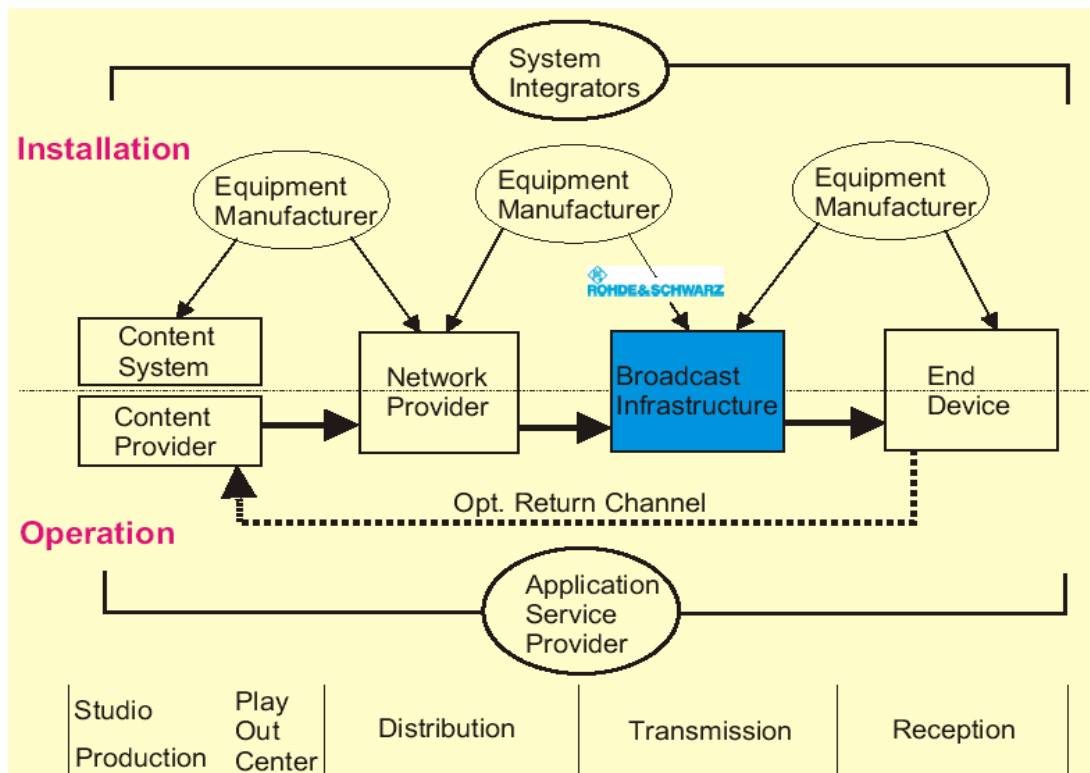 System
Integrators
Installation
Equipment
Manufacturer
Equipment
Manufacturer
Equipment
Manufacturer
ROHDE&SCHWARZ
Content
System
Content
Provider
Network
Provider
Broadcast
Infrastructure
End
Device
Opt. Return Channel
Operation
Application
Service
Provider
Studio
Production
Play
Out
Center
Distribution
Transmission
Reception